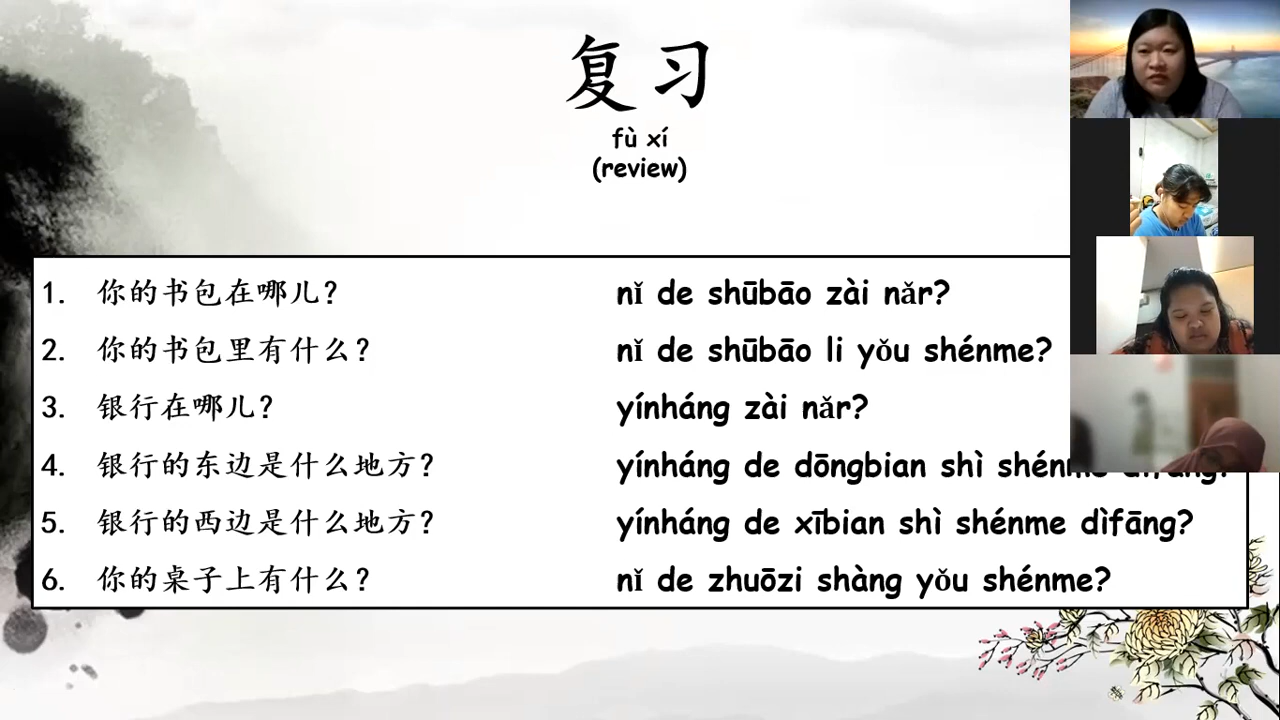 复习
fù xí
(review)
1. 你的书包在哪儿? nǐ de shūbāo zài nǎr?
2. 你的书包里有什么? nǐ de shūbāo li yǒu shénme?
3. 银行在哪儿? yínháng zài nǎr?
4. 银行的东边是什么地方? yínháng de dōngbian shì
5. 银行的西边是什么地方? yínháng de xībian shì shénme dìfāng?
6. 你的桌子上有什么? nǐ de zhuōzi shàng yǒu shénme?